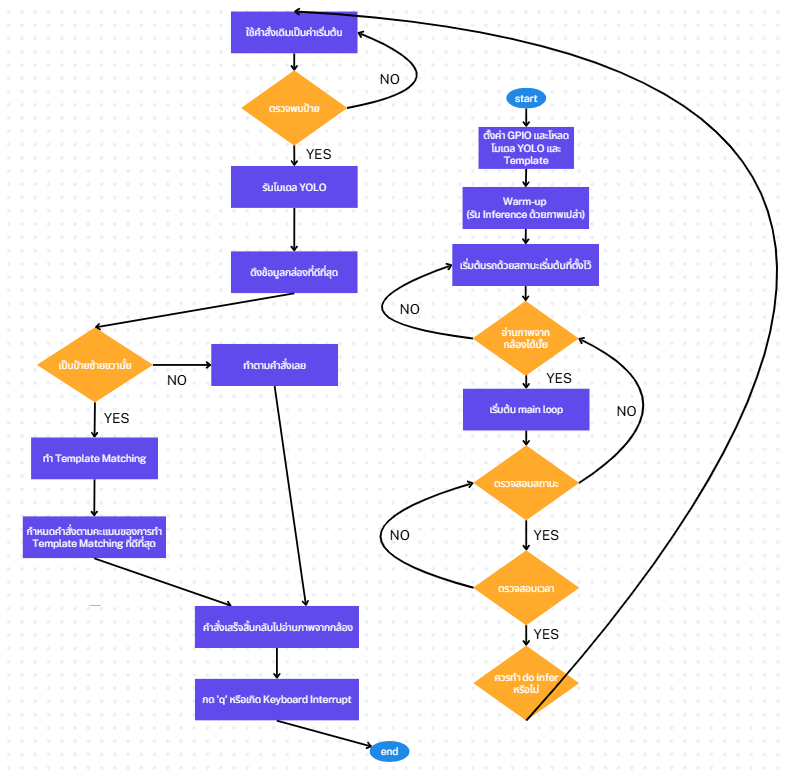 ใช้คำสั่งเดิมเป็นค่าเริ่มต้น
NO
ตรวจพบป้าย
YES
รันโมเดล YOLO
ดึงข้อมูลกล่องที่ดีที่สุด
เป็นป้ายซ้ายขวามั้ย
NO
ทำตามคำสั่งเลย
YES
ทำ Template Matching
กำหนดคำสั่งตามคะแนนของการทำ
Template Matching ที่ดีที่สุด
คำสั่งเสร็จสิ้นกลับไปอ่านภาพจากกล้อง
กด 'q' หรือเกิด Keyboard Interrupt
end
start
ตั้งค่า GPIO และโหลด
โมเดล YOLO และ
Template
Warm-up
(รัน Inference ด้วยภาพเปล่า)
เริ่มต้นรถด้วยสถานะเริ่มต้นที่ตั้งไว้
NO
อ่านภาพจาก
กล้องได้มั้ย
YES
เริ่มต้น main loop
NO
ตรวจสอบสถานะ
NO
YES
ตรวจสอบเวลา
YES
ควรทำ do infer
หรือไม่